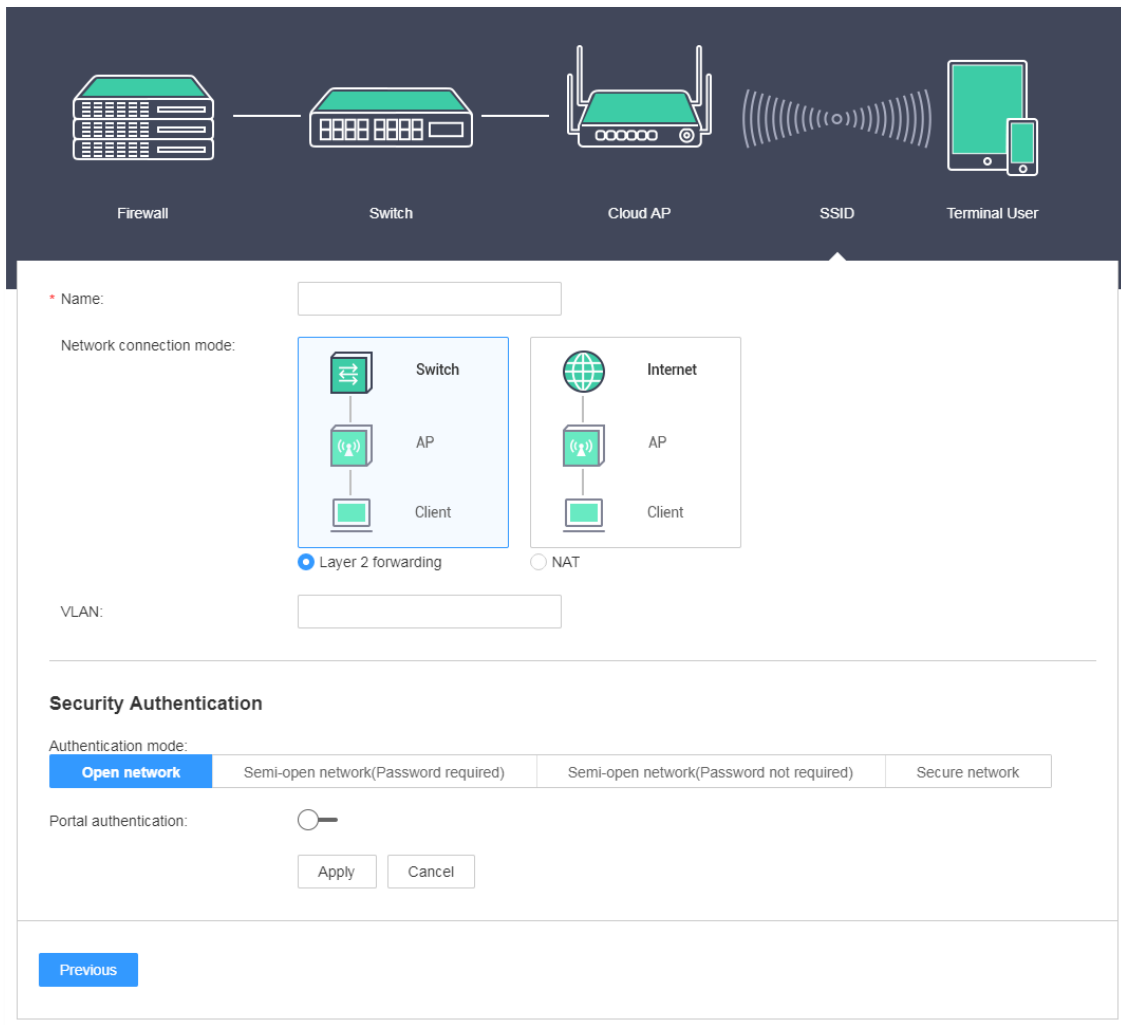 Firewall Switch Cloud AP SSID Terminal User
* Name:
Network connection mode:
Switch
AP
Client
Layer 2 forwarding
Internet
AP
Client
NAT
VLAN:
Security Authentication
Authentication mode:
Open network Semi-open network(Password required) Semi-open network(Password not required) Secure network
Portal authentication:
Apply Cancel
Previous